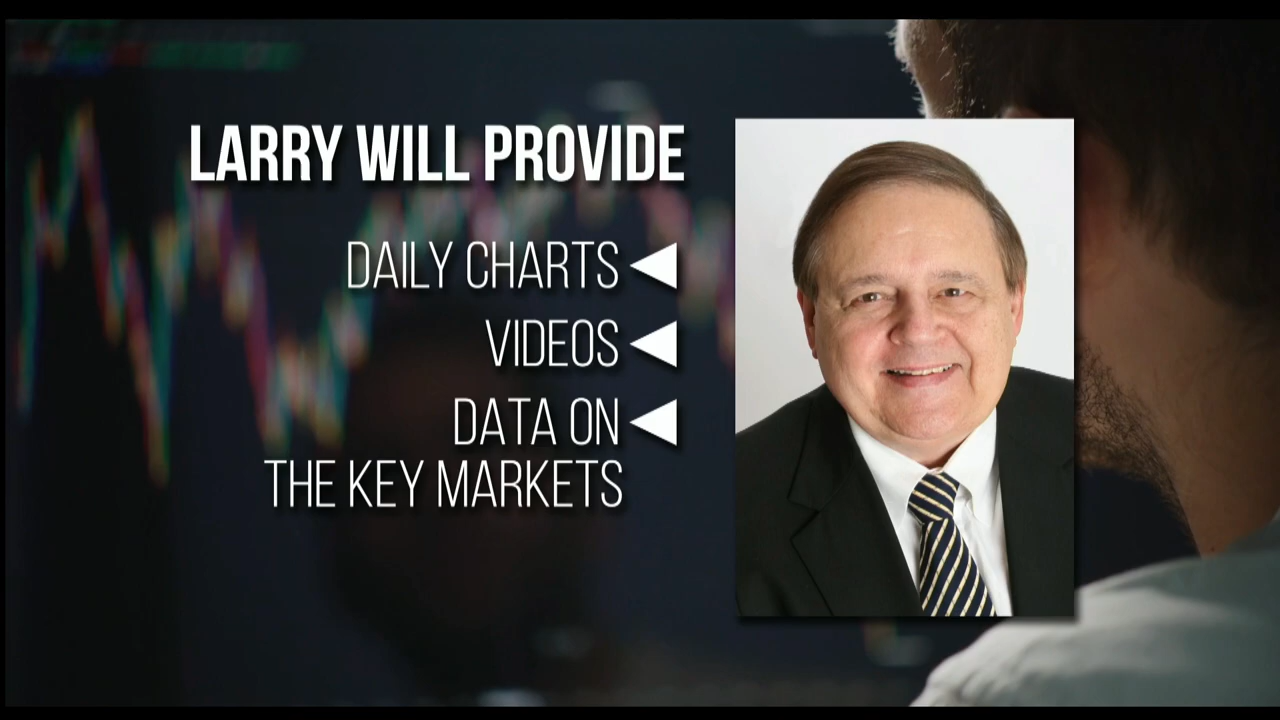 LARRY WILL PROVIDE
DAILY CHARTS
VIDEOS
DATA ON
THE KEY MARKETS